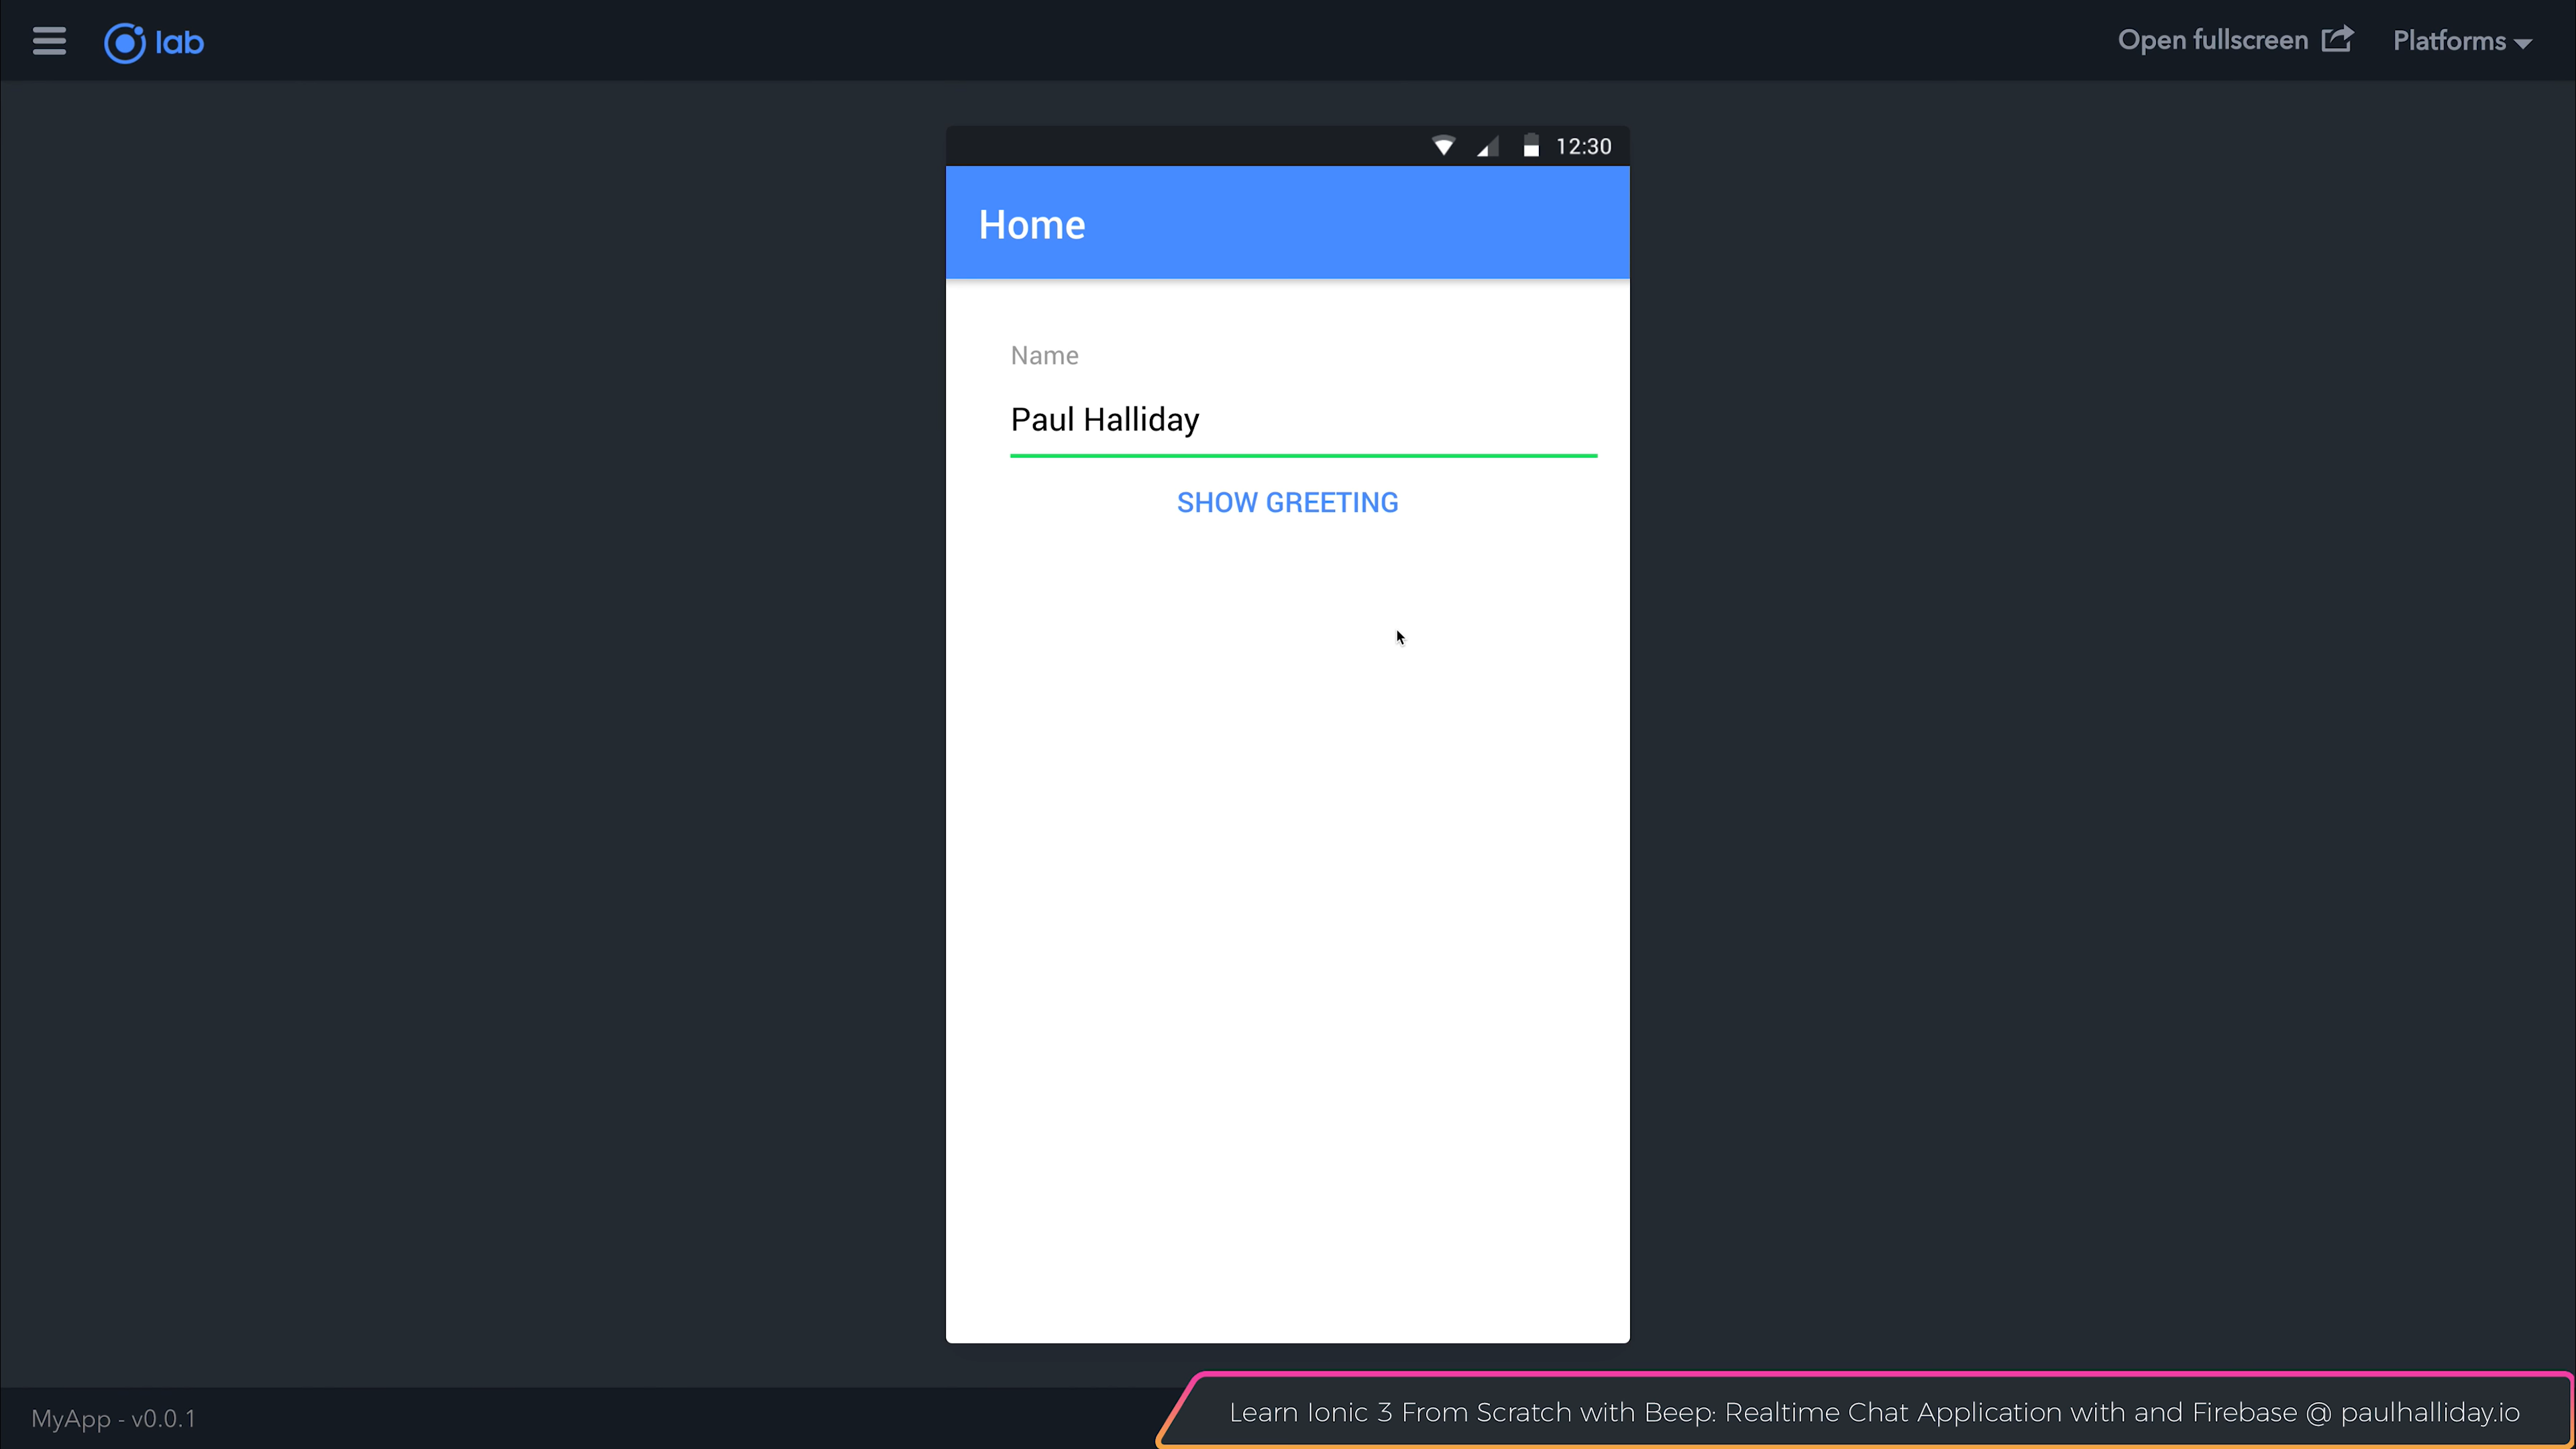 lab
Open fullscreen
Platforms
12:30
Home
Name
Paul Halliday
SHOW GREETING
MyApp - v0.0.1
Learn Ionic 3 From Scratch with Beep: Realtime Chat Application with and Firebase @ paulhalliday.io